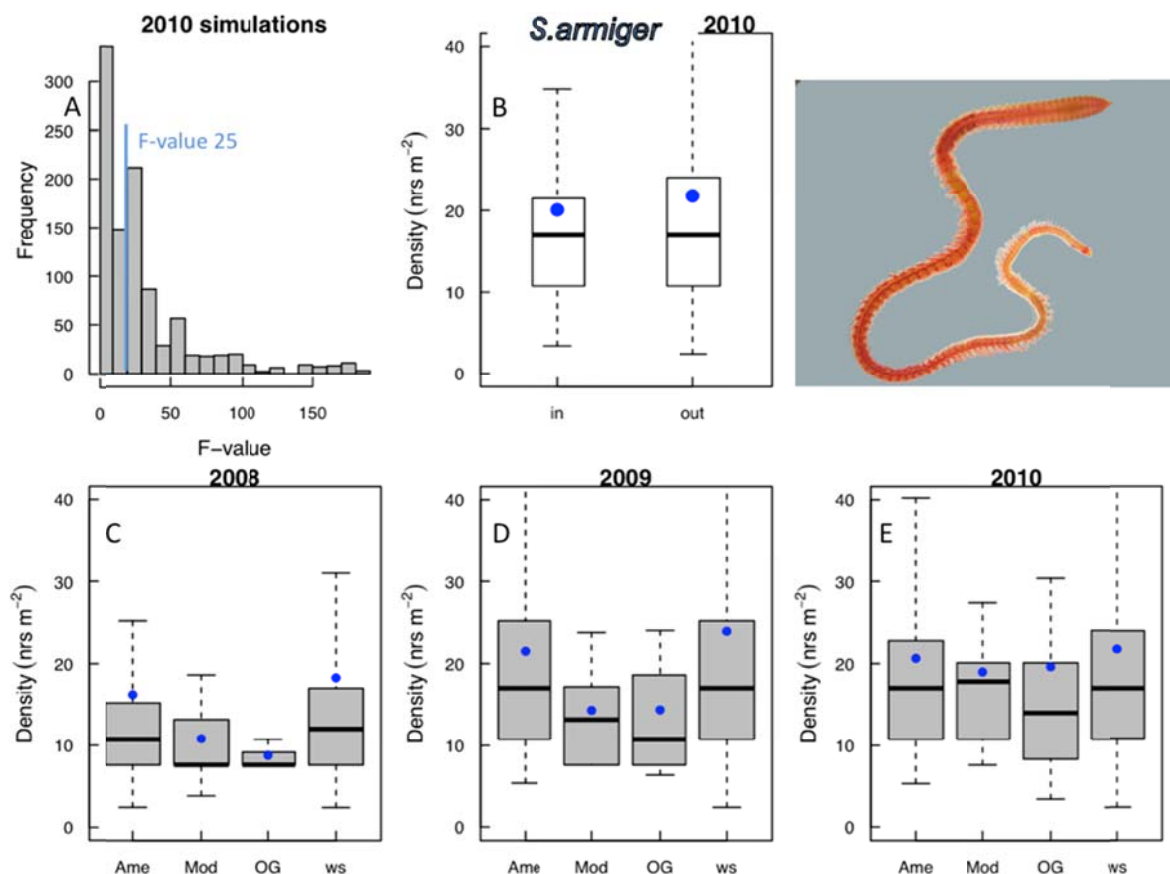 2010 simulations
A
F-value 25
Frequency
300
250
200
150
100
50
0
0 50 100 150
F−value
S.armiger 2010
B
Density (nrs m−2)
40
30
20
10
0
in out
2008
C
Density (nrs m−2)
40
30
20
10
0
Ame Mod OG ws
2009
D
Density (nrs m−2)
40
30
20
10
0
Ame Mod OG ws
2010
E
Density (nrs m−2)
40
30
20
10
0
Ame Mod OG ws